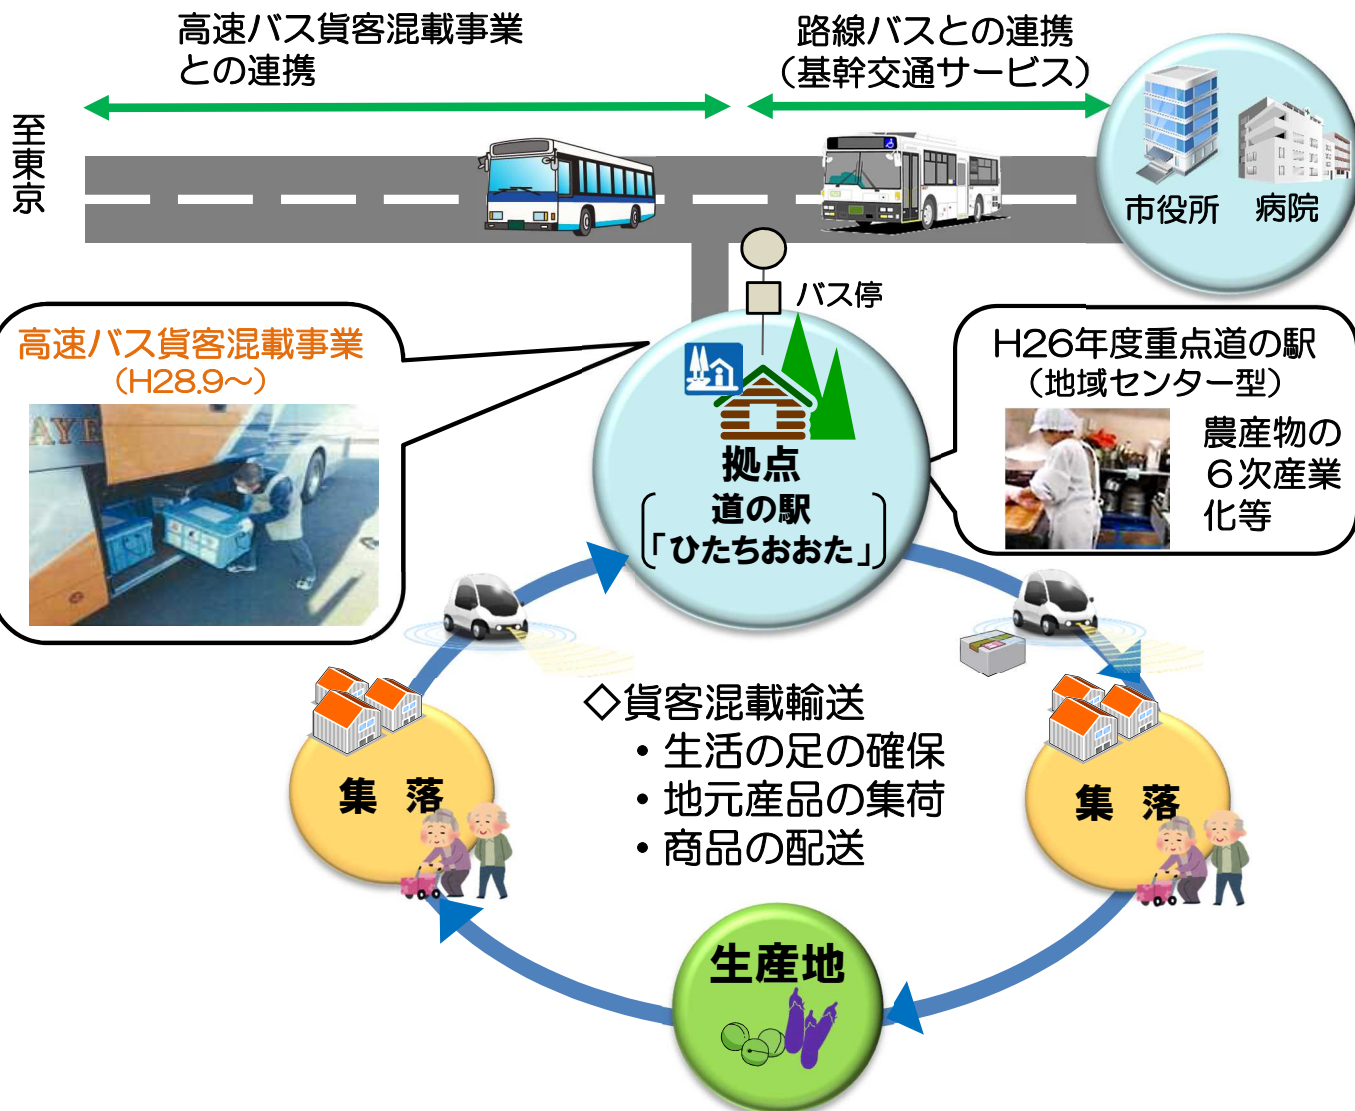 高速バス貨客混載事業
との連携
路線バスとの連携
（基幹交通サービス）
至東京
市役所
病院
バス停
高速バス貨客混載事業
（H28.9～）
H26年度重点道の駅
（地域センター型）
農産物の
６次産業
化等
拠点
道の駅
「ひたちおおた」
◇貨客混載輸送
・生活の足の確保
・地元産品の集荷
・商品の配送
集 落
集 落
生産地